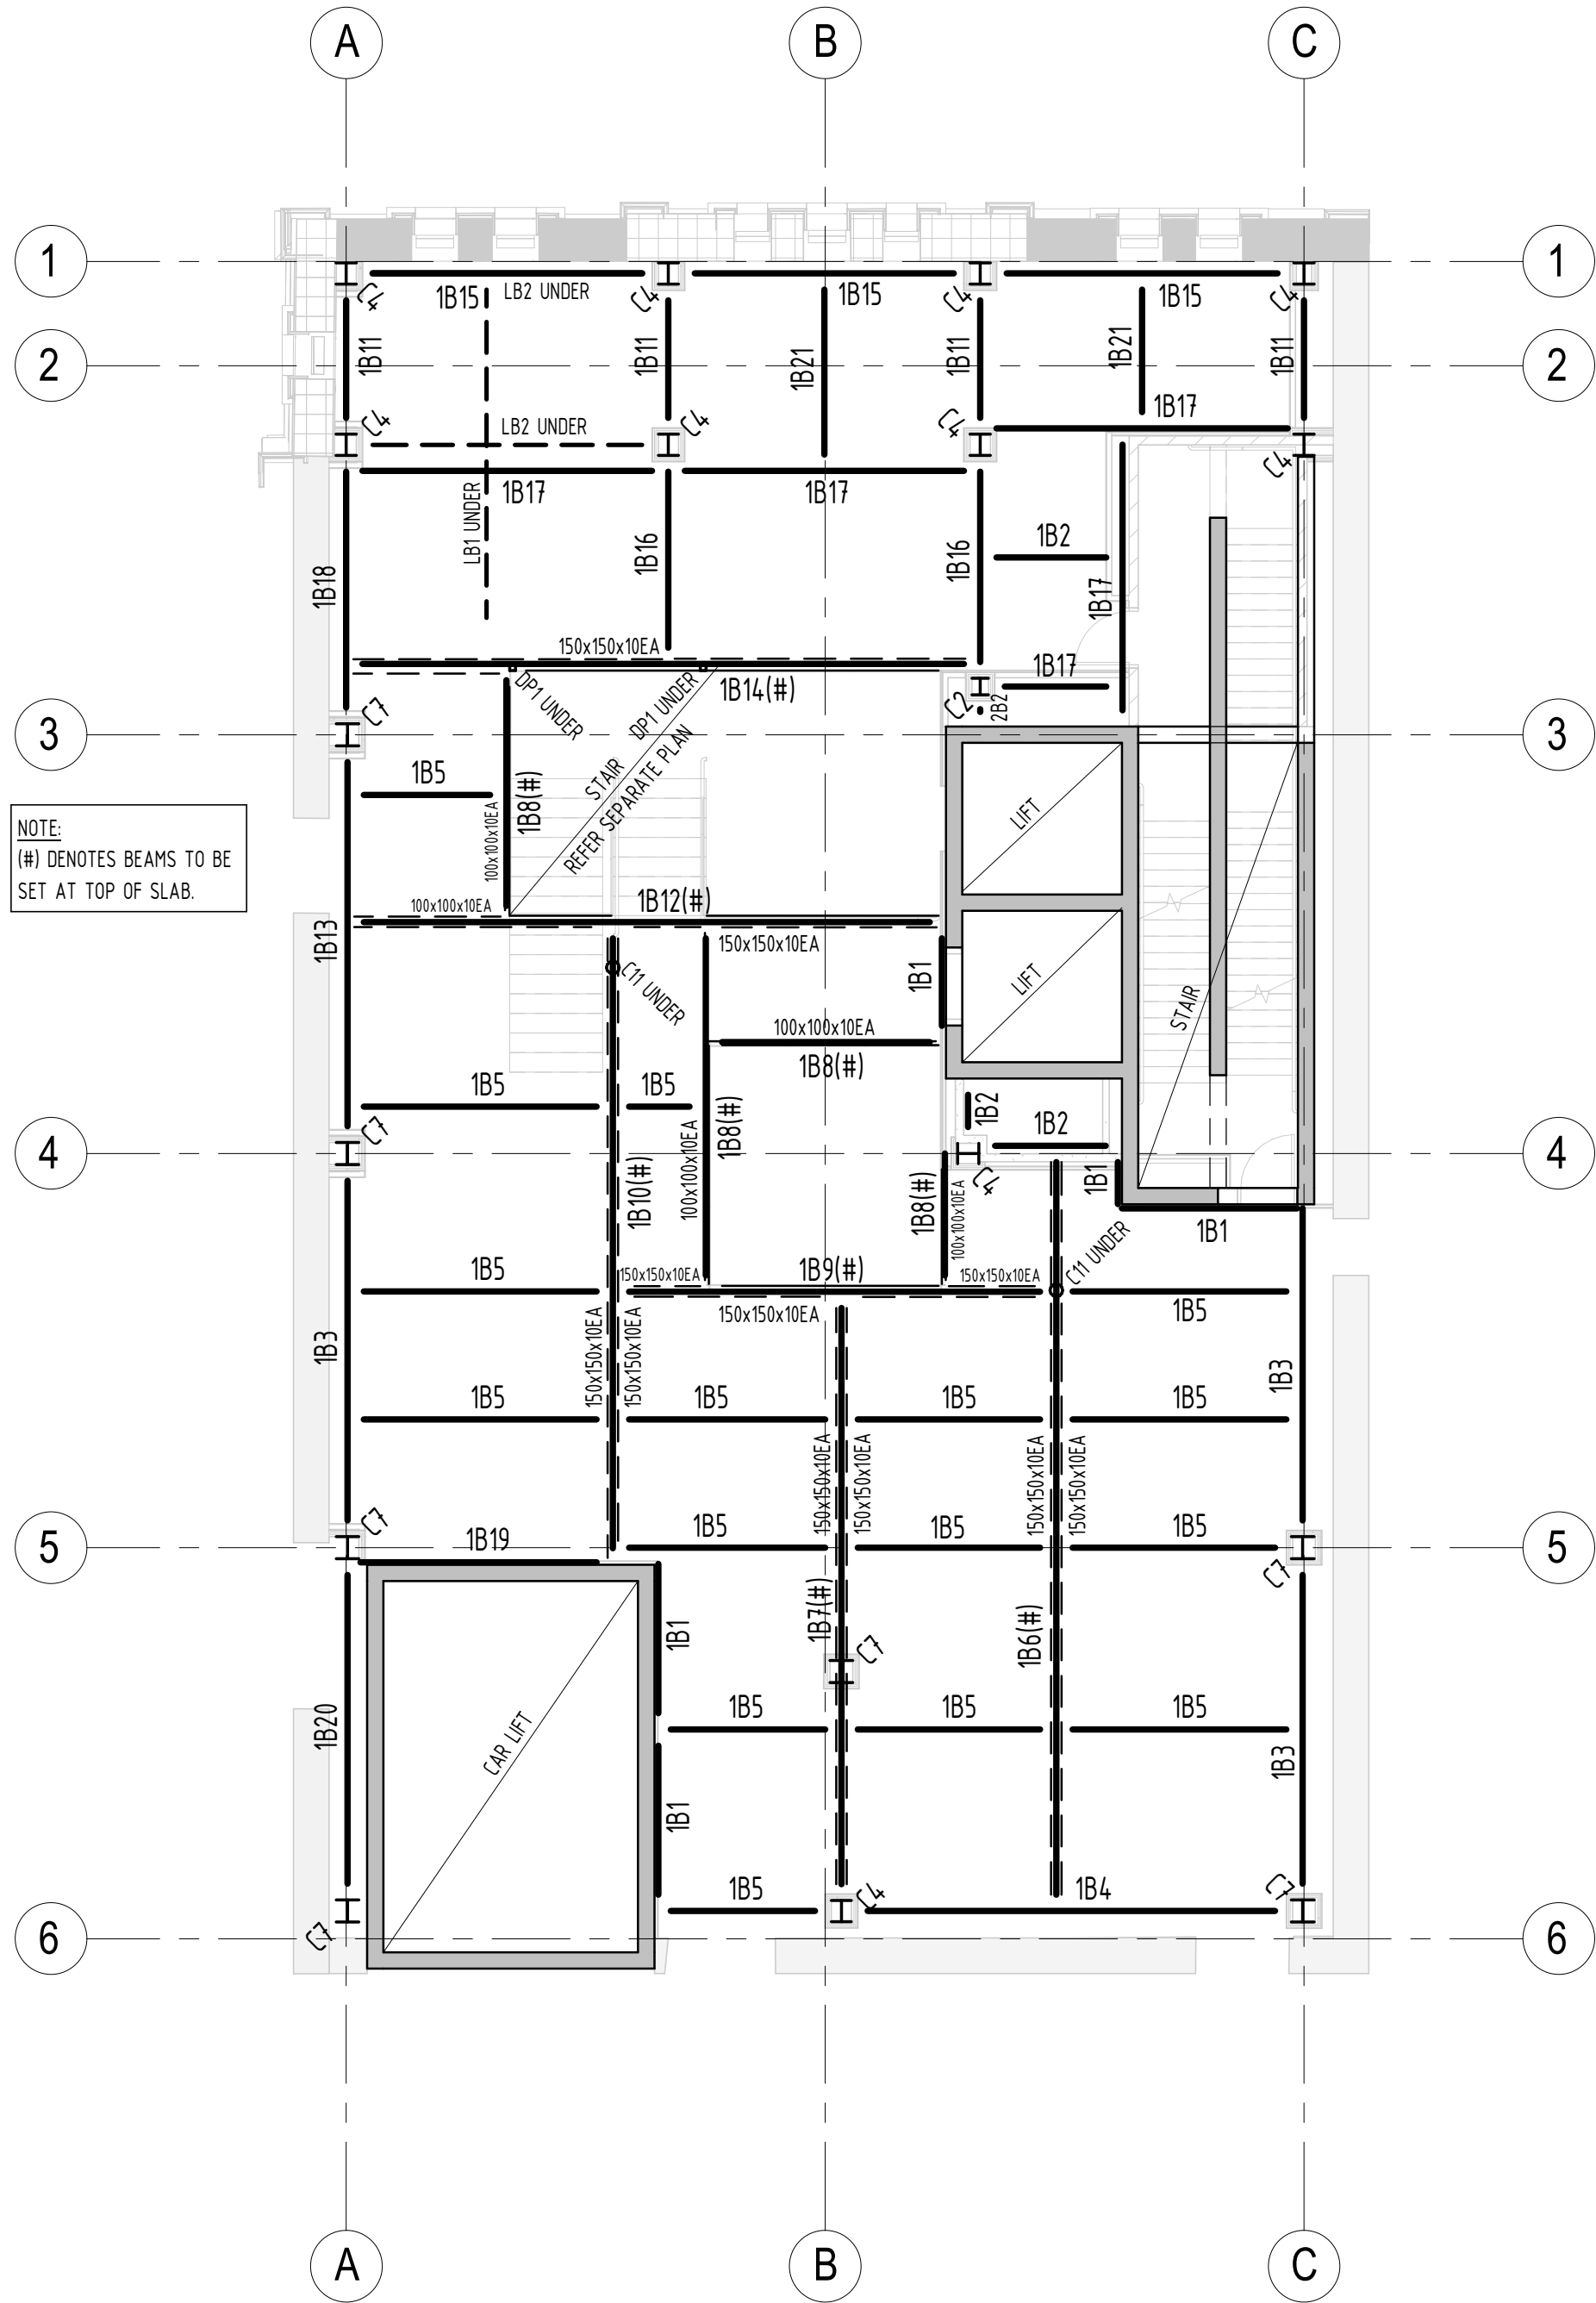 A
B
C
1
1
1B15
LB2 UNDER
1B15
1B15
C4
C4
C4
C4
2
2
1B11
1B11
1B21
1B11
1B21
1B11
C4
LB2 UNDER
C4
C4
1B17
C4
1B17
1B17
LB1 UNDER
1B18
1B16
1B16
1B2
1B17
150x150x10EA
1B17
1B14(#)
DP1 UNDER
DP1 UNDER
C2
2B2
C7
3
3
STAIR
REFER SEPARATE PLAN
1B5
1B8(#)
100x100x10EA
LIFT
NOTE:
(#) DENOTES BEAMS TO BE
SET AT TOP OF SLAB.
100x100x10EA
1B12(#)
1B13
150x150x10EA
1B1
C11 UNDER
LIFT
STAIR
100x100x10EA
1B8(#)
1B5
1B5
1B8(#)
100x100x10EA
1B2
1B2
C7
4
4
C4
1B10(#)
1B8(#)
100x100x10EA
1B1
1B1
C11 UNDER
1B5
150x150x10EA
1B9(#)
150x150x10EA
150x150x10EA
1B5
1B3
150x150x10EA
150x150x10EA
1B3
1B5
1B5
1B5
1B5
150x150x10EA
150x150x10EA
150x150x10EA
150x150x10EA
C7
5
5
1B19
1B5
1B5
1B5
C7
1B7(#)
1B6(#)
1B1
C7
1B20
CAR LIFT
1B5
1B5
1B5
1B3
1B1
1B5
C4
1B4
C7
C7
6
6
A
B
C